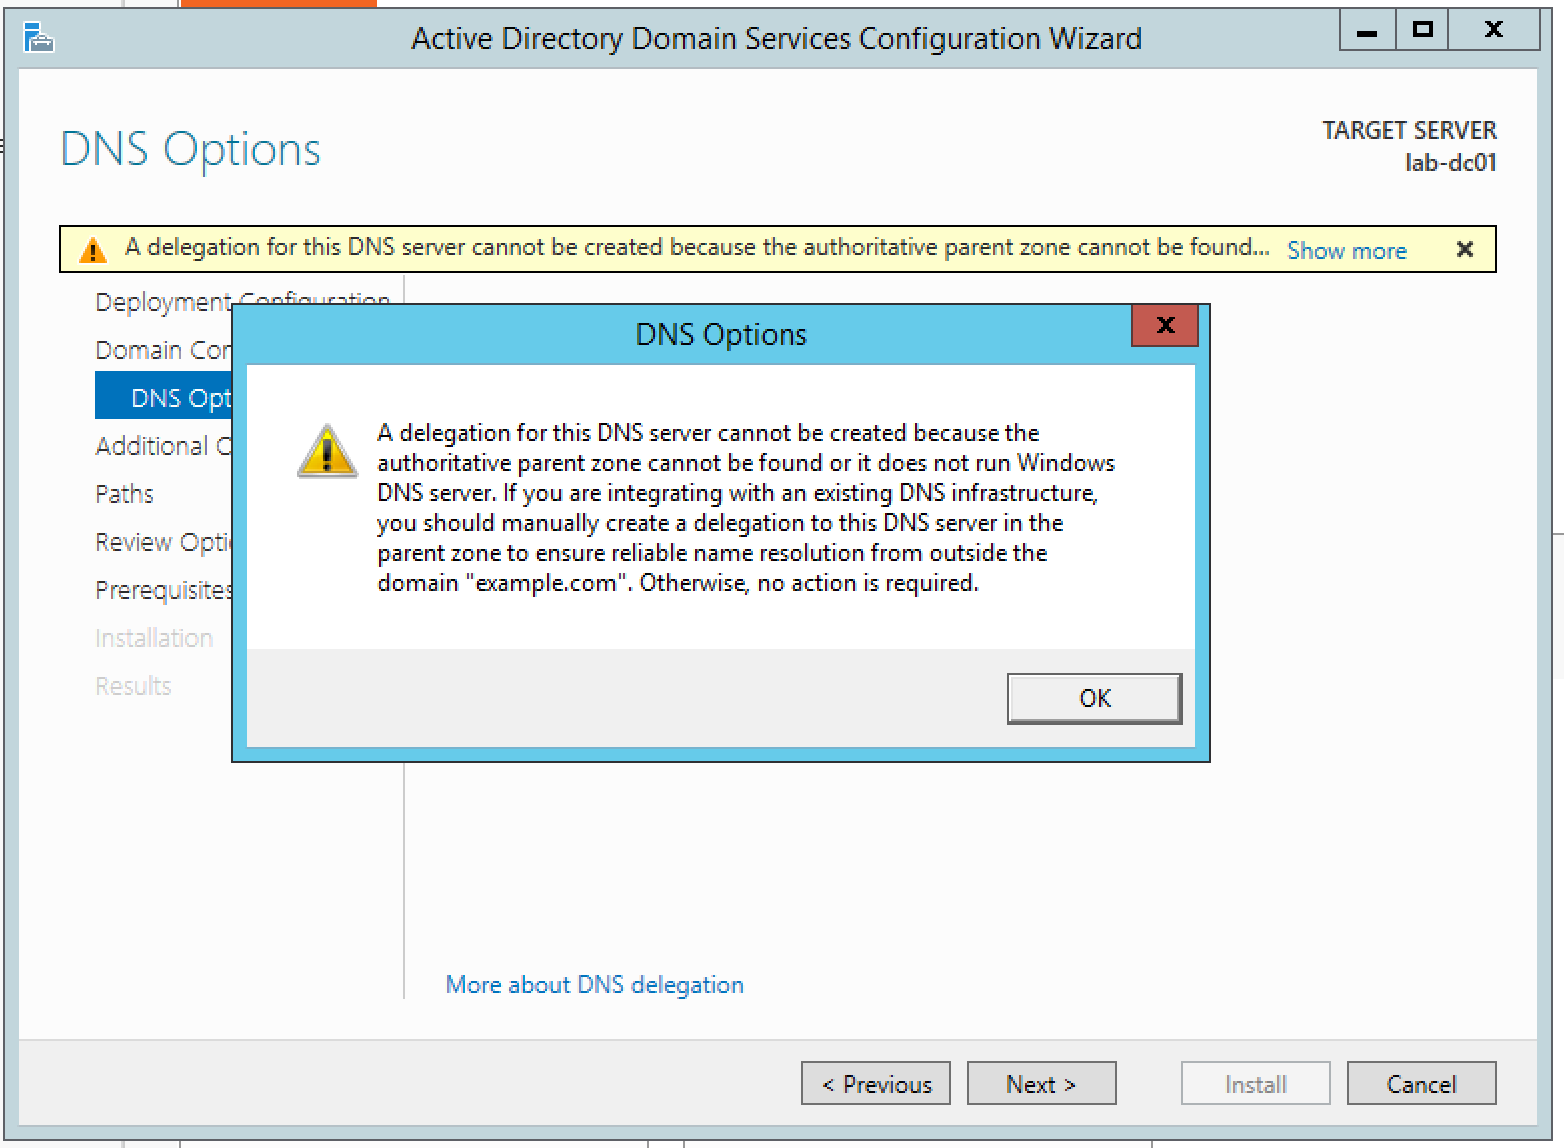 Active Directory Domain Services Configuration Wizard
DNS Options
TARGET SERVER
lab-dc01
A delegation for this DNS server cannot be created because the authoritative parent zone cannot be found... Show more
Deployment Configuration
Domain Con
DNS Opt
Additional
Paths
Review Opti
Prerequisites
Installation
Results
DNS Options
A delegation for this DNS server cannot be created because the
authoritative parent zone cannot be found or it does not run Windows
DNS server. If you are integrating with an existing DNS infrastructure,
you should manually create a delegation to this DNS server in the
parent zone to ensure reliable name resolution from outside the
domain "example.com". Otherwise, no action is required.
OK
More about DNS delegation
< Previous
Next >
Install
Cancel